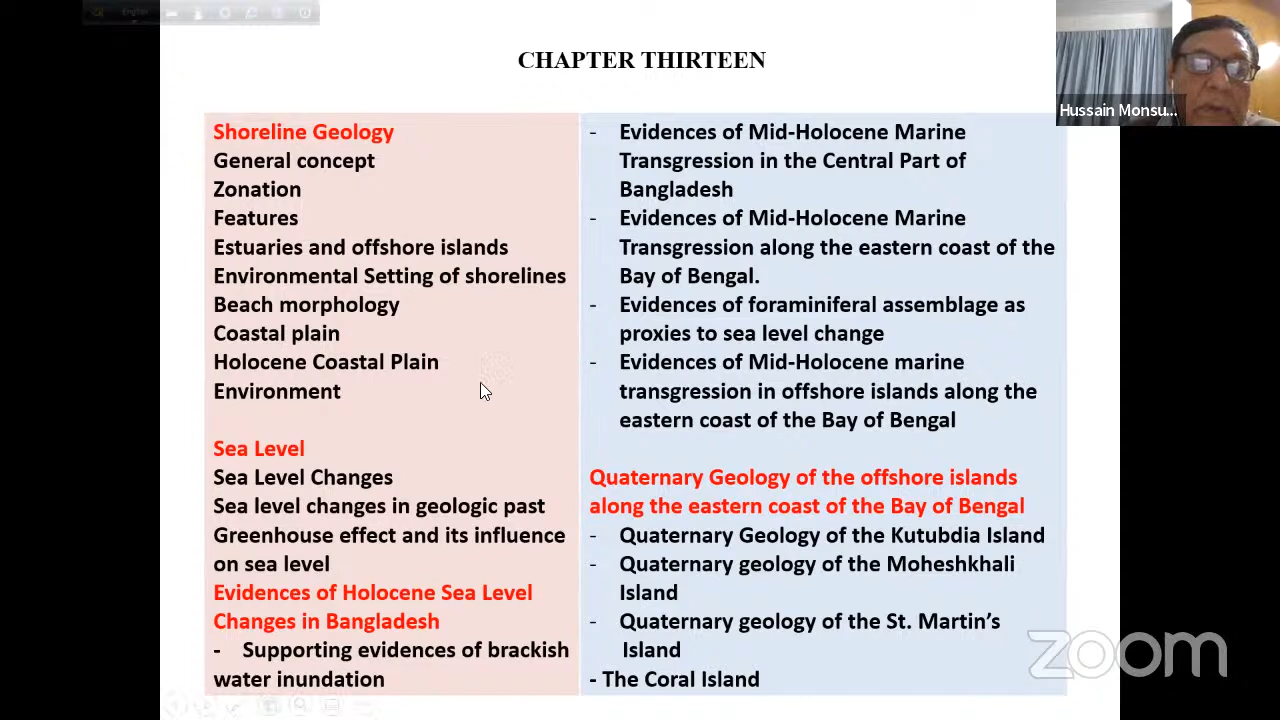 English
CHAPTER THIRTEEN
Hussain Monsu...
Shoreline Geology
General concept
Zonation
Features
Estuaries and offshore islands
Environmental Setting of shorelines
Beach morphology
Coastal plain
Holocene Coastal Plain
Environment
Sea Level
Sea Level Changes
Sea level changes in geologic past
Greenhouse effect and its influence
on sea level
Evidences of Holocene Sea Level
Changes in Bangladesh
- Supporting evidences of brackish
water inundation
- Evidences of Mid-Holocene Marine
Transgression in the Central Part of
Bangladesh
- Evidences of Mid-Holocene Marine
Transgression along the eastern coast of the
Bay of Bengal.
- Evidences of foraminiferal assemblage as
proxies to sea level change
- Evidences of Mid-Holocene marine
transgression in offshore islands along the
eastern coast of the Bay of Bengal
Quaternary Geology of the offshore islands
along the eastern coast of the Bay of Bengal
- Quaternary Geology of the Kutubdia Island
- Quaternary geology of the Moheshkhali
Island
- Quaternary geology of the St. Martin's
Island
- The Coral Island
zoom